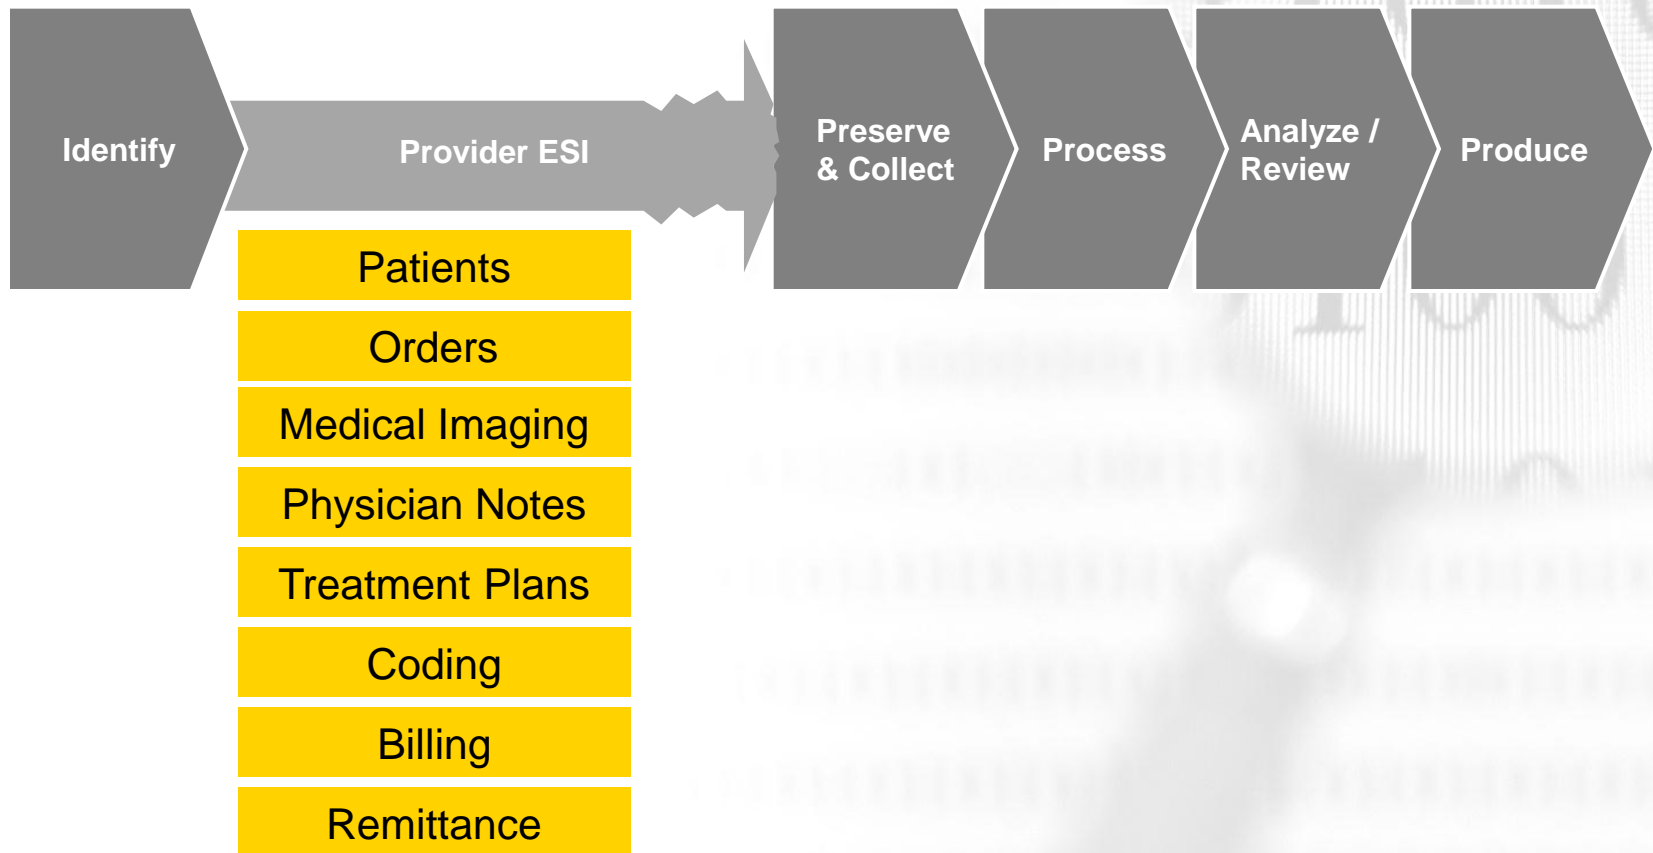 Identify
Provider ESI
Preserve
& Collect
Process
Analyze /
Review
Produce
Patients
Orders
Medical Imaging
Physician Notes
Treatment Plans
Coding
Billing
Remittance